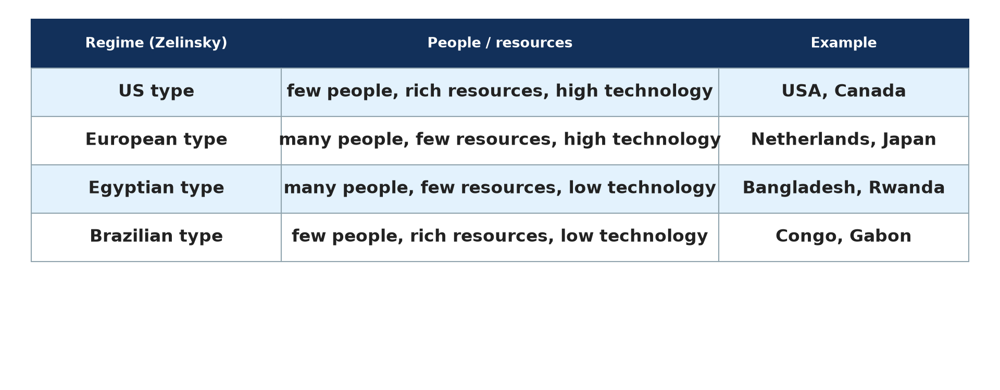 Regime (Zelinsky) People / resources Example
US type few people, rich resources, high technology USA, Canada
European type many people, few resources, high technology Netherlands, Japan
Egyptian type many people, few resources, low technology Bangladesh, Rwanda
Brazilian type few people, rich resources, low technology Congo, Gabon